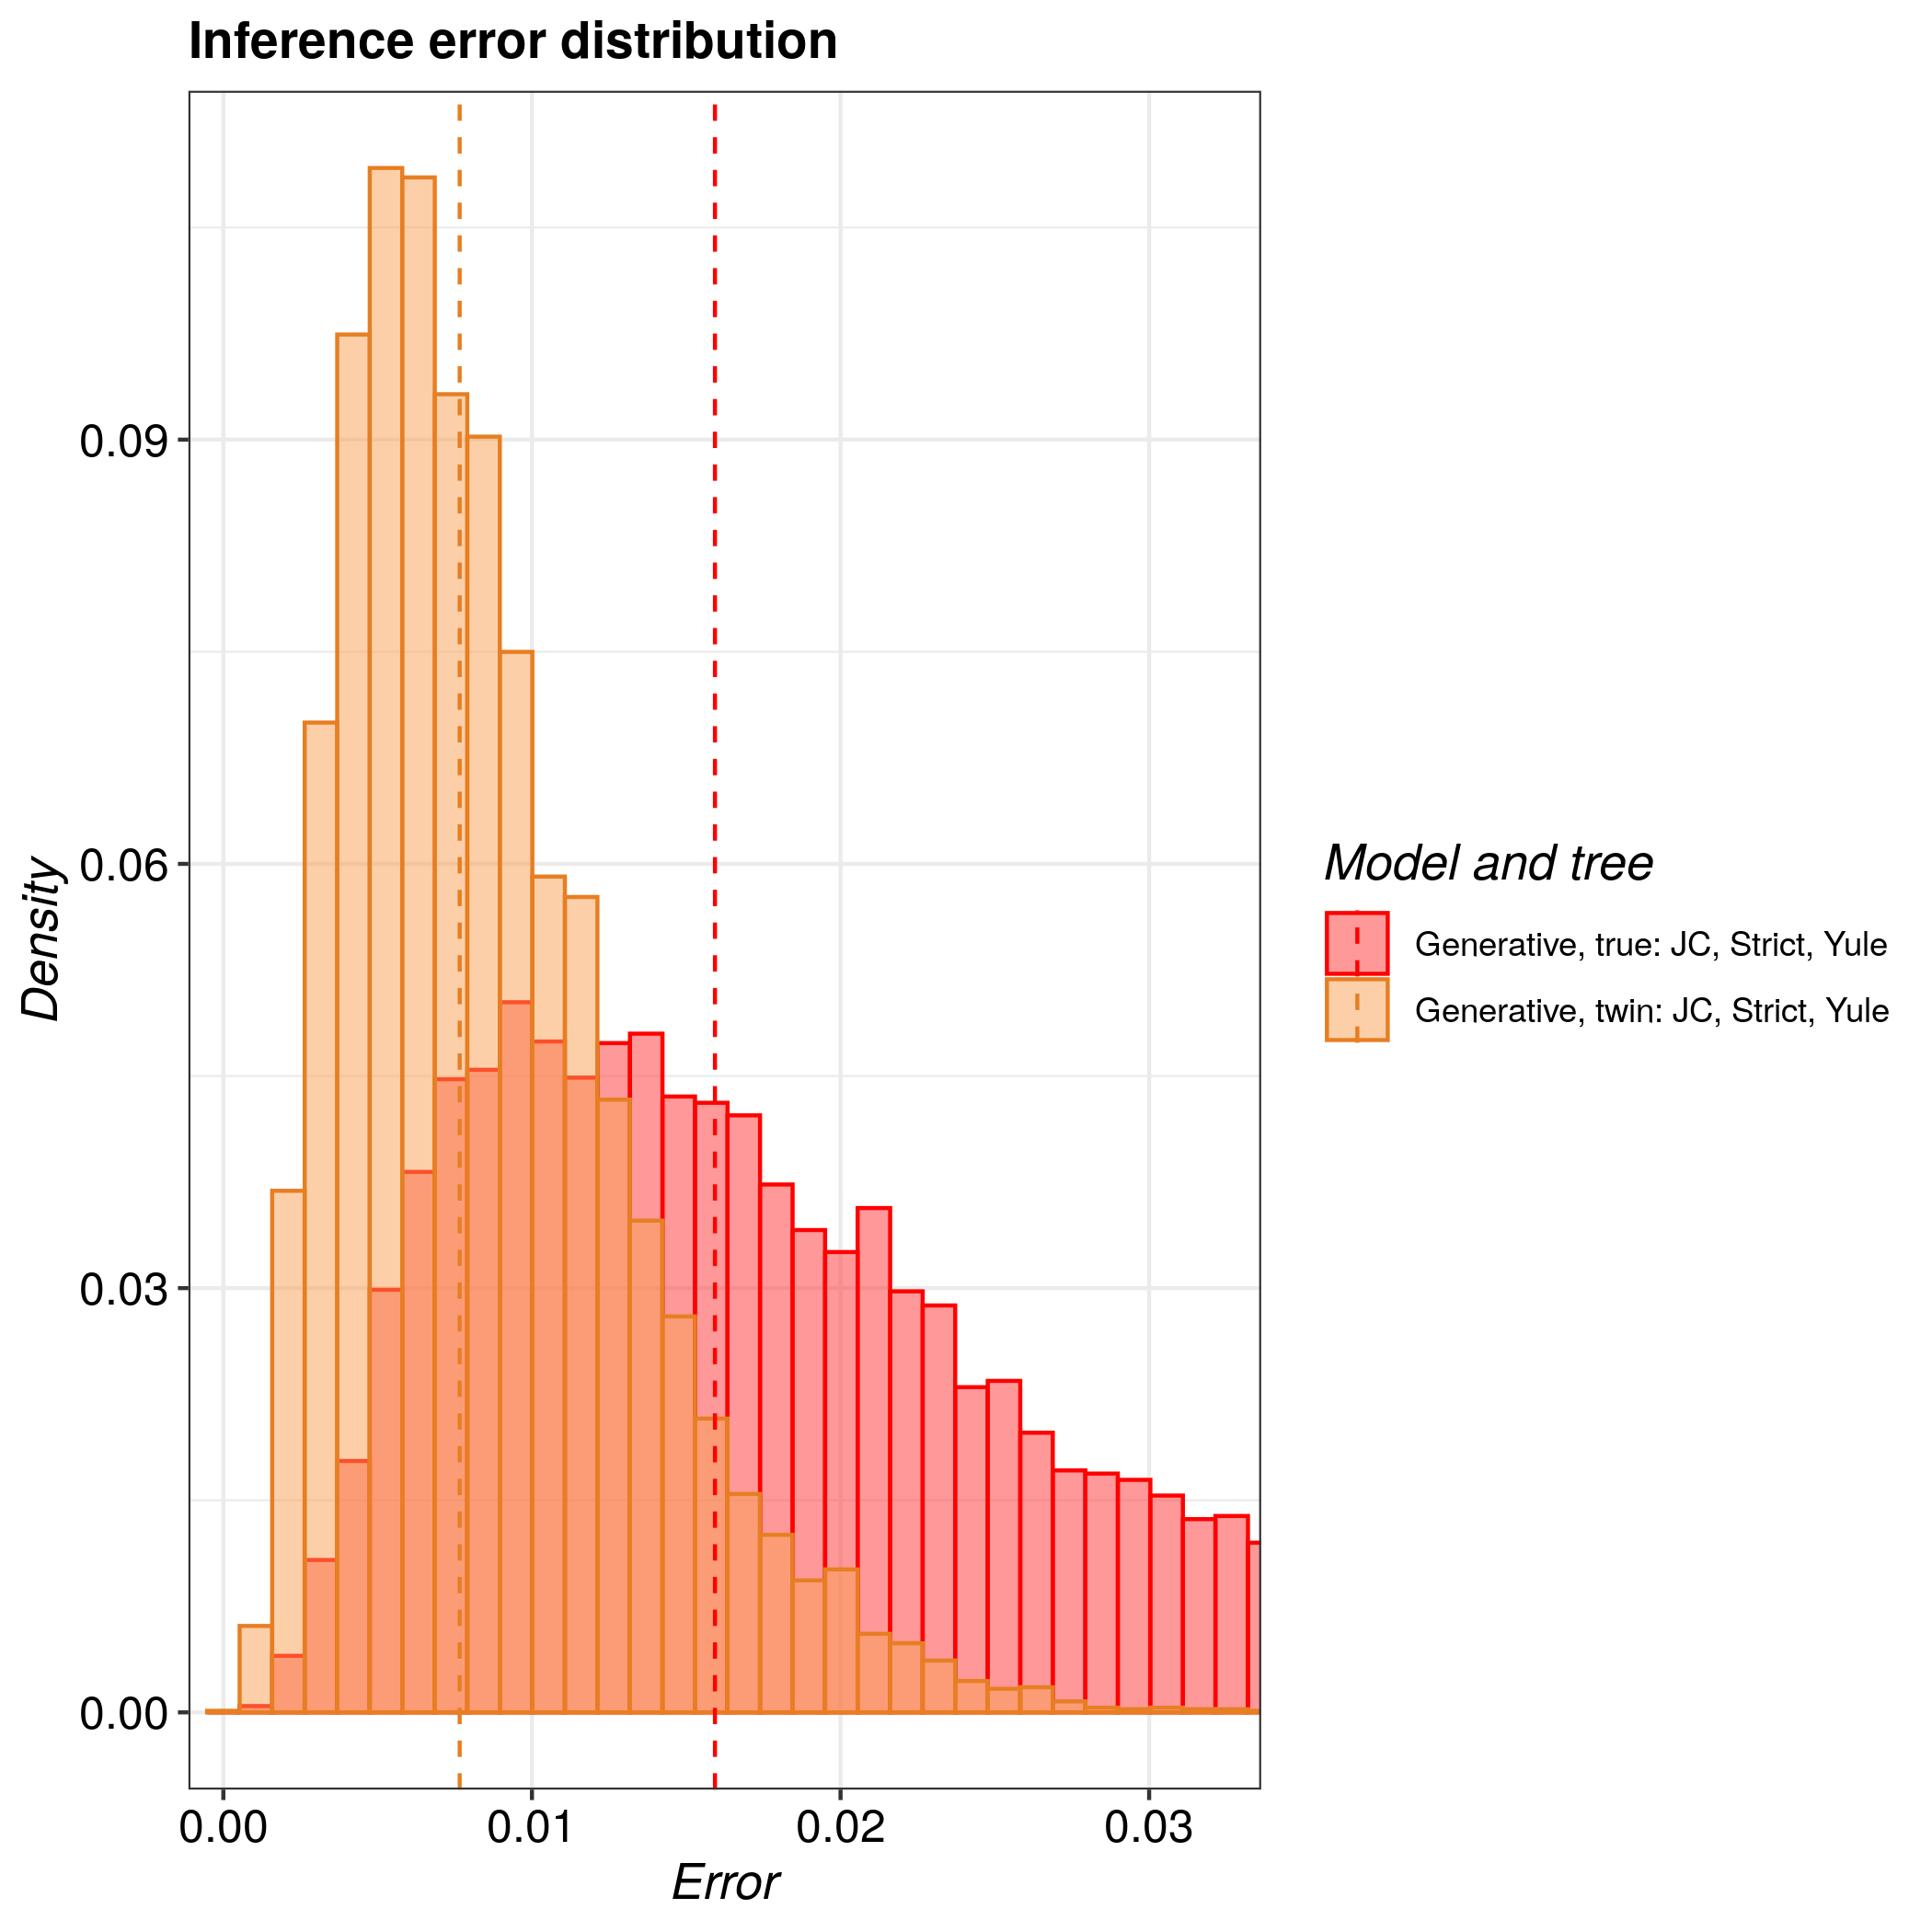 Inference error distribution
0.09
0.06
0.03
0.00
Density
0.00
0.01
0.02
0.03
Error
Model and tree
Generative, true: JC, Strict, Yule
Generative, twin: JC, Strict, Yule